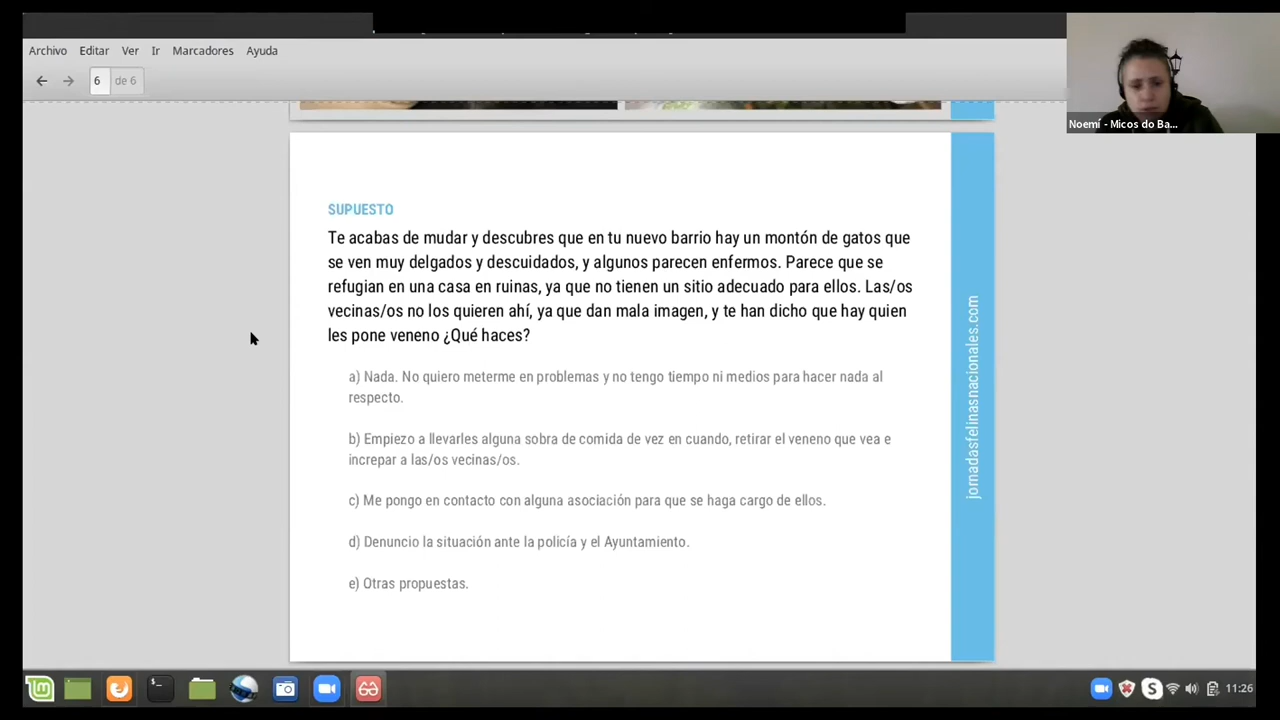 Archivo Editar Ver Ir Marcadores Ayuda
6 de 6
Noemí - Micos do Ba...
SUPUESTO
Te acabas de mudar y descubres que en tu nuevo barrio hay un montón de gatos que
se ven muy delgados y descuidados, y algunos parecen enfermos. Parece que se
refugian en una casa en ruinas, ya que no tienen un sitio adecuado para ellos. Las/os
vecinas/os no los quieren ahí, ya que dan mala imagen, y te han dicho que hay quien
les pone veneno ¿Qué haces?
a) Nada. No quiero meterme en problemas y no tengo tiempo ni medios para hacer nada al
respecto.
b) Empiezo a llevarles alguna sobra de comida de vez en cuando, retirar el veneno que vea e
increpar a las/os vecinas/os.
c) Me pongo en contacto con alguna asociación para que se haga cargo de ellos.
d) Denuncio la situación ante la policía y el Ayuntamiento.
e) Otras propuestas.
jornadasfelinasnacionales.com
11:26